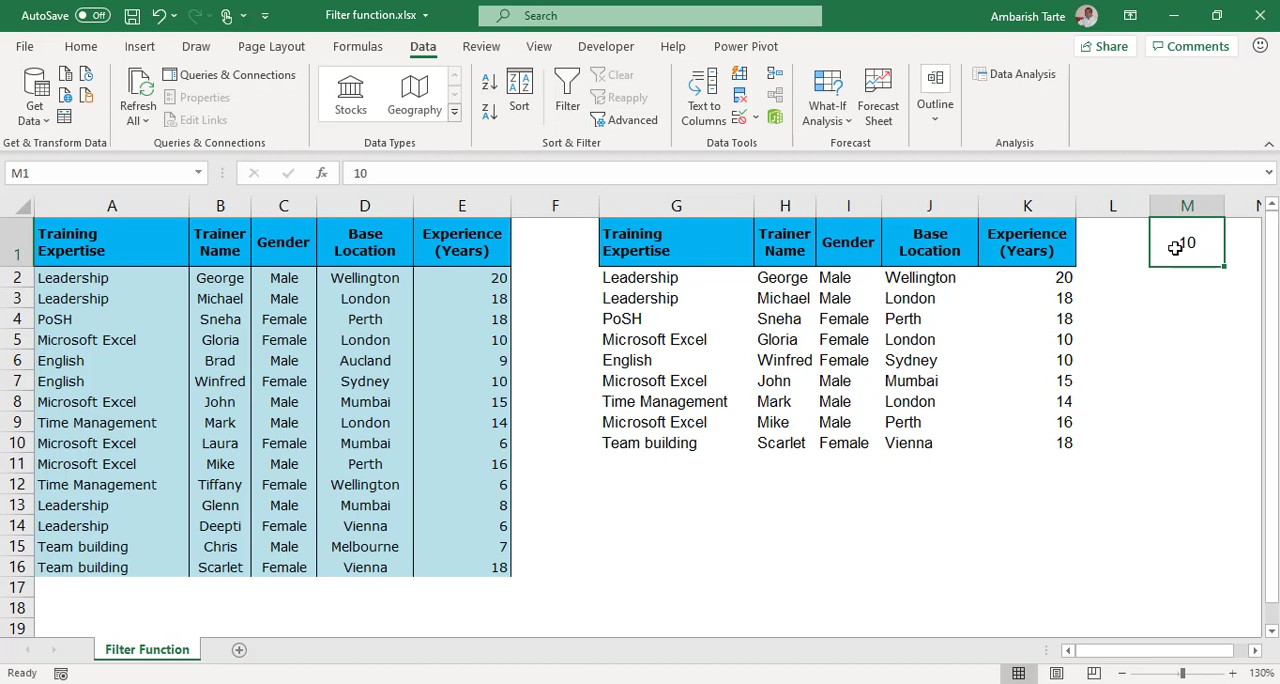 AutoSave Off Filter function.xlsx Search Ambarish Tarte
File Home Insert Draw Page Layout Formulas Data Review View Developer Help Power Pivot Share Comments
Get Data
Refresh All
Queries & Connections
Properties
Edit Links
Stocks Geography
Sort
Filter
Clear
Reapply
Advanced
Text to Columns
What-If Analysis
Forecast Sheet
Outline
Data Analysis
Get & Transform Data Queries & Connections Data Types Sort & Filter Data Tools Forecast Analysis
M1 fx 10
A B C D E F G H I J K L M N
1 Training Expertise Trainer Name Gender Base Location Experience (Years) Training Expertise Trainer Name Gender Base Location Experience (Years) 10
2 Leadership George Male Wellington 20 Leadership George Male Wellington 20
3 Leadership Michael Male London 18 Leadership Michael Male London 18
4 PoSH Sneha Female Perth 18 PoSH Sneha Female Perth 18
5 Microsoft Excel Gloria Female London 10 Microsoft Excel Gloria Female London 10
6 English Brad Male Aucland 9 English Winfred Female Sydney 10
7 English Winfred Female Sydney 10 Microsoft Excel John Male Mumbai 15
8 Microsoft Excel John Male Mumbai 15 Time Management Mark Male London 14
9 Time Management Mark Male London 14 Microsoft Excel Mike Male Perth 16
10 Microsoft Excel Laura Female Mumbai 6 Team building Scarlet Female Vienna 18
11 Microsoft Excel Mike Male Perth 16
12 Time Management Tiffany Female Wellington 6
13 Leadership Glenn Male Mumbai 8
14 Leadership Deepti Female Vienna 6
15 Team building Chris Male Melbourne 7
16 Team building Scarlet Female Vienna 18
17
18
19
Filter Function
Ready 130%